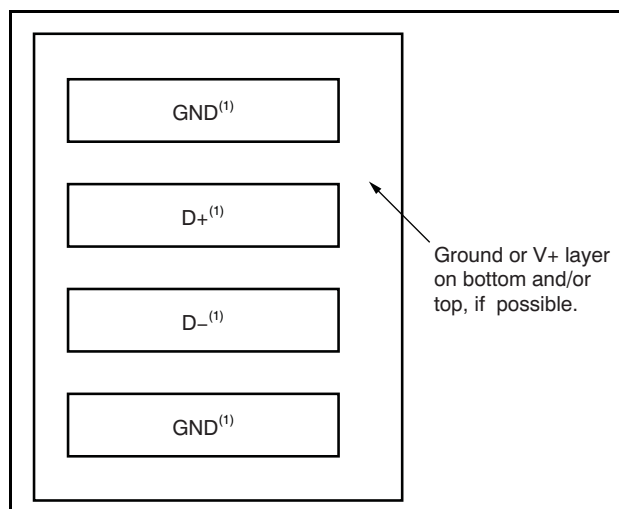 GND(1)
D+(1)
Ground or V+ layer
on bottom and/or
top, if possible.
D−(1)
GND(1)